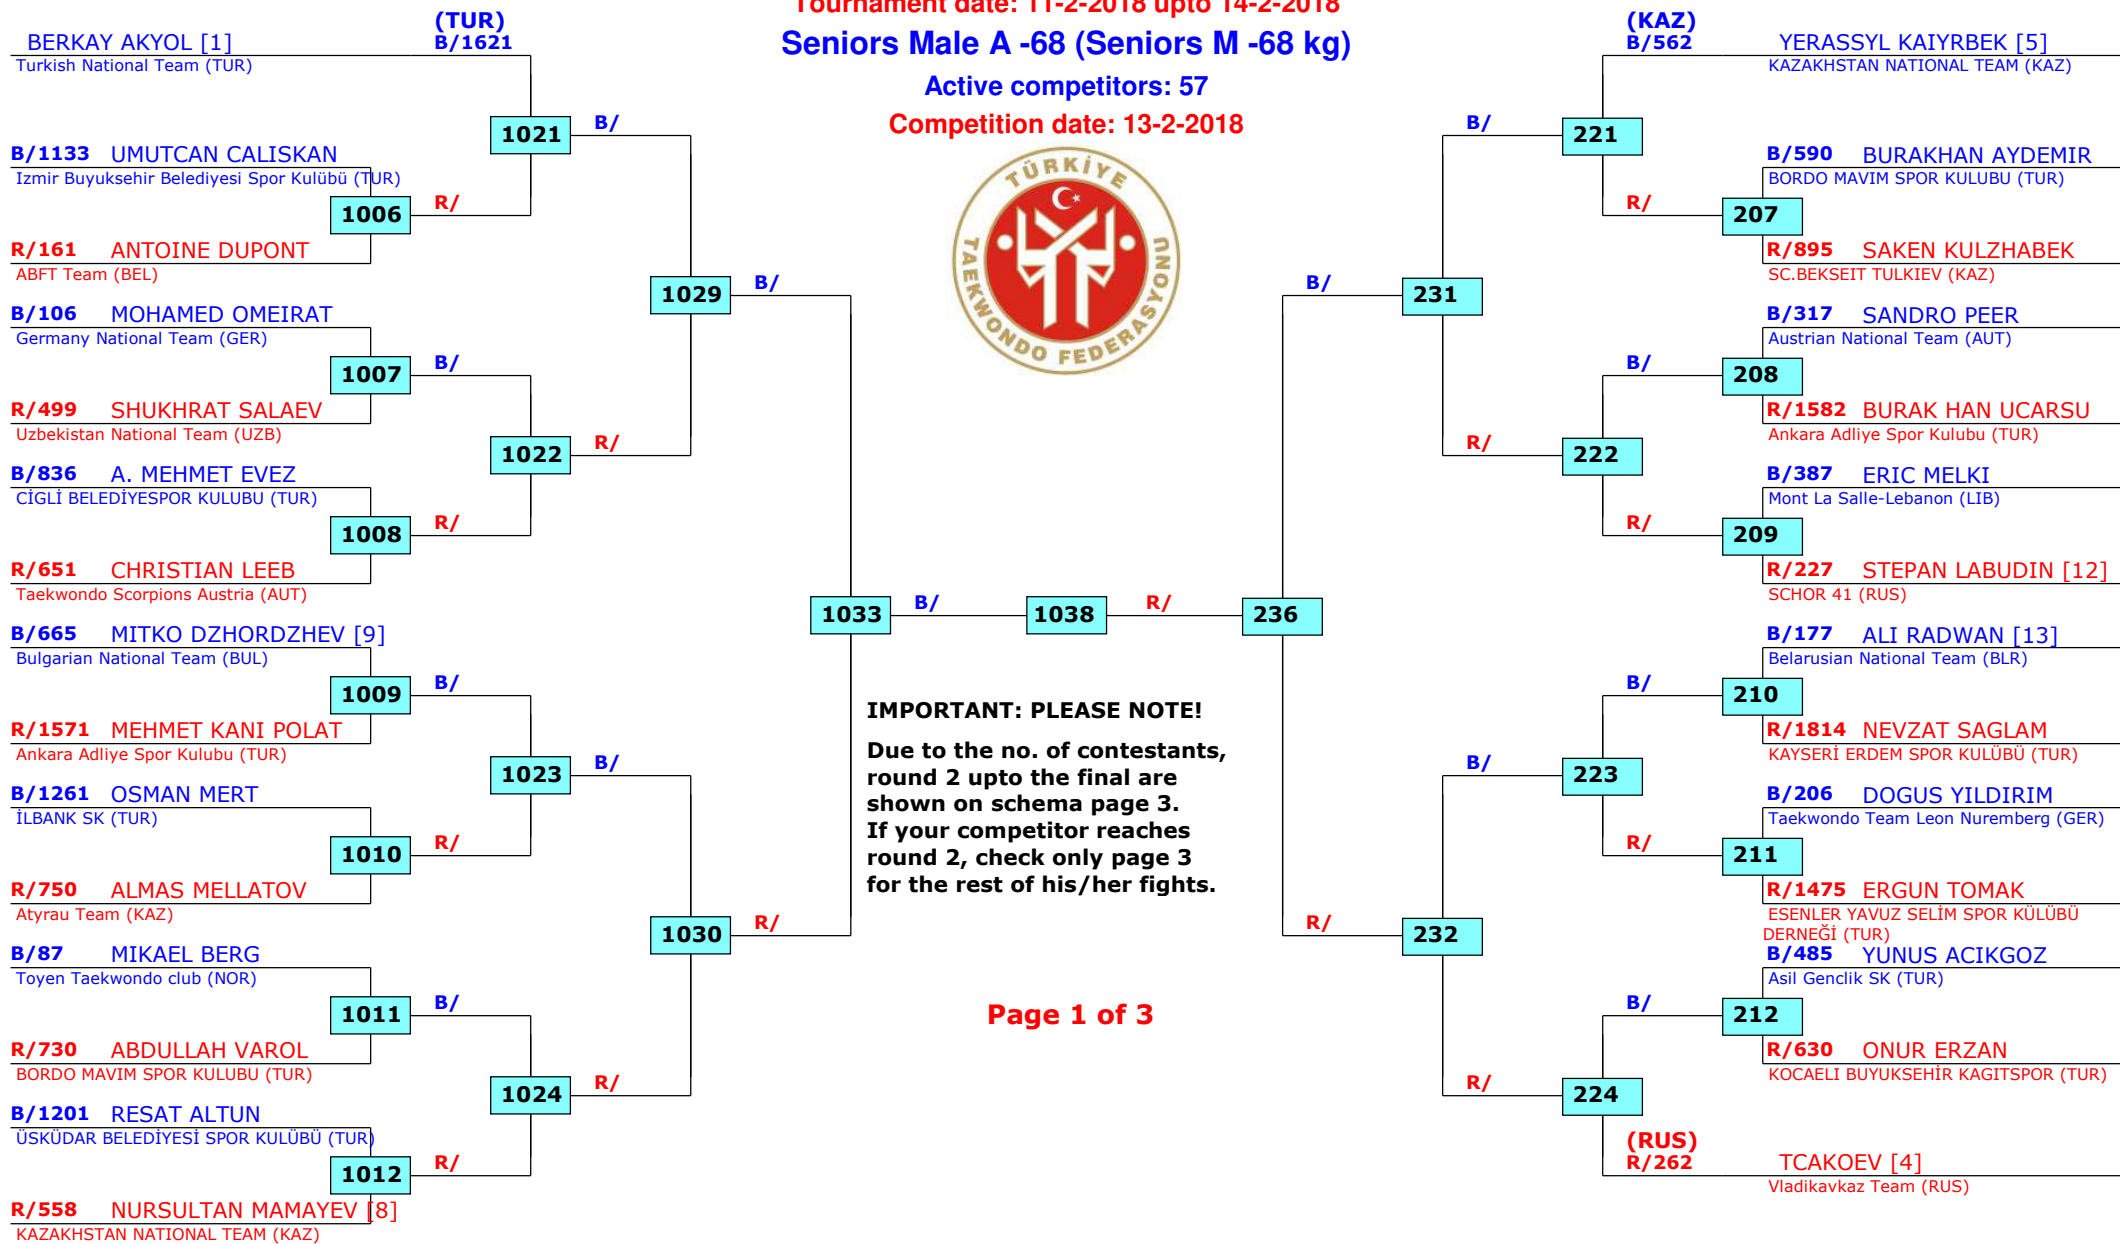 Tournament date: 11-2-2018 upto 14-2-2018
Seniors Male A -68 (Seniors M -68 kg)
Active competitors: 57
Competition date: 13-2-2018
TÜRKİYE
TAEKWONDO FEDERASYONU
(TUR)
BERKAY AKYOL [1] B/1621
Turkish National Team (TUR)
1021 B/
B/1133 UMUTCAN CALISKAN
Izmir Buyuksehir Belediyesi Spor Kulübü (TUR)
1006 R/
R/161 ANTOINE DUPONT
ABFT Team (BEL)
1029 B/
B/106 MOHAMED OMEIRAT
Germany National Team (GER)
1007 B/
R/499 SHUKHRAT SALAEV
Uzbekistan National Team (UZB)
1022 R/
B/836 A. MEHMET EVEZ
CİGLİ BELEDİYESPOR KULUBU (TUR)
1008 R/
R/651 CHRISTIAN LEEB
Taekwondo Scorpions Austria (AUT)
1033 B/
1038 R/
236
B/665 MITKO DZHORDZHEV [9]
Bulgarian National Team (BUL)
1009 B/
R/1571 MEHMET KANI POLAT
Ankara Adliye Spor Kulubu (TUR)
1023 B/
B/1261 OSMAN MERT
İLBANK SK (TUR)
1010 R/
R/750 ALMAS MELLATOV
Atyrau Team (KAZ)
1030 R/
B/87 MIKAEL BERG
Toyen Taekwondo club (NOR)
1011 B/
R/730 ABDULLAH VAROL
BORDO MAVIM SPOR KULUBU (TUR)
1024 R/
B/1201 RESAT ALTUN
ÜSKÜDAR BELEDİYESİ SPOR KULÜBÜ (TUR)
1012 R/
R/558 NURSULTAN MAMAYEV [8]
KAZAKHSTAN NATIONAL TEAM (KAZ)
IMPORTANT: PLEASE NOTE!
Due to the no. of contestants,
round 2 upto the final are
shown on schema page 3.
If your competitor reaches
round 2, check only page 3
for the rest of his/her fights.
Page 1 of 3
(KAZ)
B/562 YERASSYL KAIYRBEK [5]
KAZAKHSTAN NATIONAL TEAM (KAZ)
B/ 221
B/590 BURAKHAN AYDEMIR
BORDO MAVIM SPOR KULUBU (TUR)
R/ 207
R/895 SAKEN KULZHABEK
SC.BEKSEIT TULKIEV (KAZ)
B/ 231
B/317 SANDRO PEER
Austrian National Team (AUT)
B/ 208
R/1582 BURAK HAN UCARSU
Ankara Adliye Spor Kulubu (TUR)
R/ 222
B/387 ERIC MELKI
Mont La Salle-Lebanon (LIB)
R/ 209
R/227 STEPAN LABUDIN [12]
SCHOR 41 (RUS)
B/177 ALI RADWAN [13]
Belarusian National Team (BLR)
B/ 210
R/1814 NEVZAT SAGLAM
KAYSERİ ERDEM SPOR KULÜBÜ (TUR)
B/ 223
B/206 DOGUS YILDIRIM
Taekwondo Team Leon Nuremberg (GER)
R/ 211
R/1475 ERGUN TOMAK
ESENLER YAVUZ SELİM SPOR KÜLÜBÜ
DERNEĞİ (TUR)
R/ 232
B/485 YUNUS ACIKGOZ
Asil Genclik SK (TUR)
B/ 212
R/630 ONUR ERZAN
KOCAELI BUYUKSEHİR KAGITSPOR (TUR)
R/ 224
(RUS)
R/262 TCAKOEV [4]
Vladikavkaz Team (RUS)